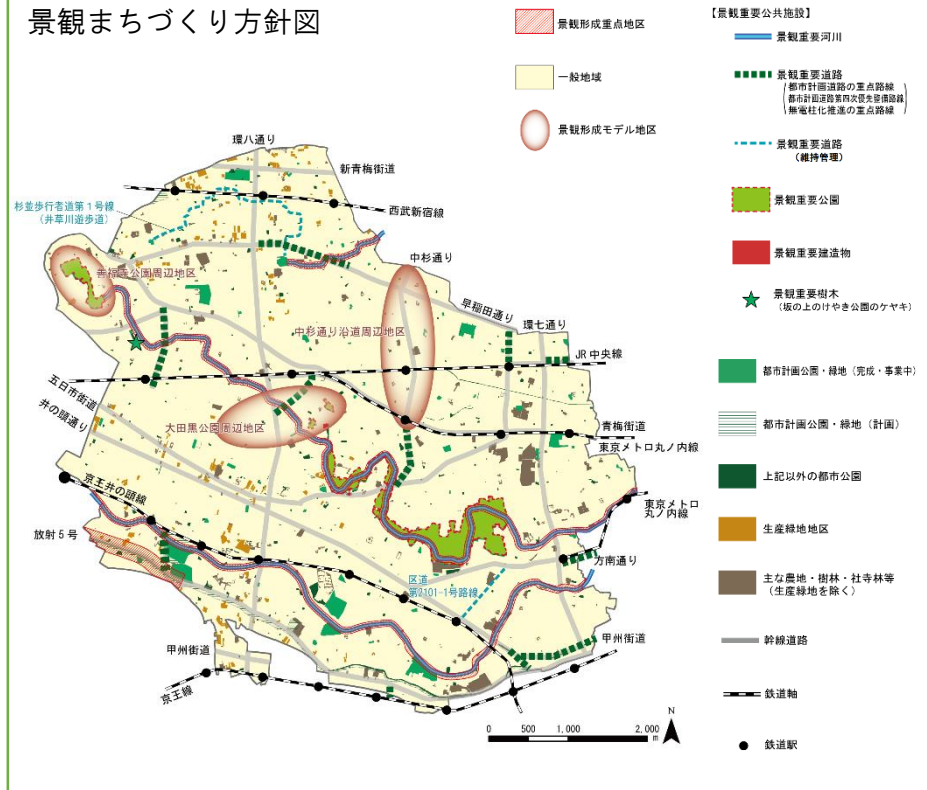 景観まちづくり方針図
景観形成重点地区
一般地域
景観形成モデル地区
【景観重要公共施設】
景観重要河川
景観重要道路
(都市計画道路の重点路線
都市計画道路第四次優先整備路線
無電柱化推進の重点路線)
景観重要道路
(維持管理)
景観重要公園
景観重要建造物
景観重要樹木
(坂の上のけやき公園のケヤキ)
都市計画公園・緑地(完成・事業中)
都市計画公園・緑地(計画)
上記以外の都市公園
生産緑地地区
主な農地・樹林・社寺林等
(生産緑地を除く)
幹線道路
鉄道軸
鉄道駅
環八通り
新青梅街道
西武新宿線
杉並歩行者道第1号線
(井草川遊歩道)
中杉通り
善福寺公園周辺地区
早稲田通り
環七通り
中杉通り沿道周辺地区
JR中央線
五日市街道
井の頭通り
大田黒公園周辺地区
青梅街道
東京メトロ丸ノ内線
京王井の頭線
東京メトロ
丸ノ内線
放射5号
方南通り
区道
第2101-1号路線
甲州街道
甲州街道
京王線
0 500 1,000 2,000
m
N